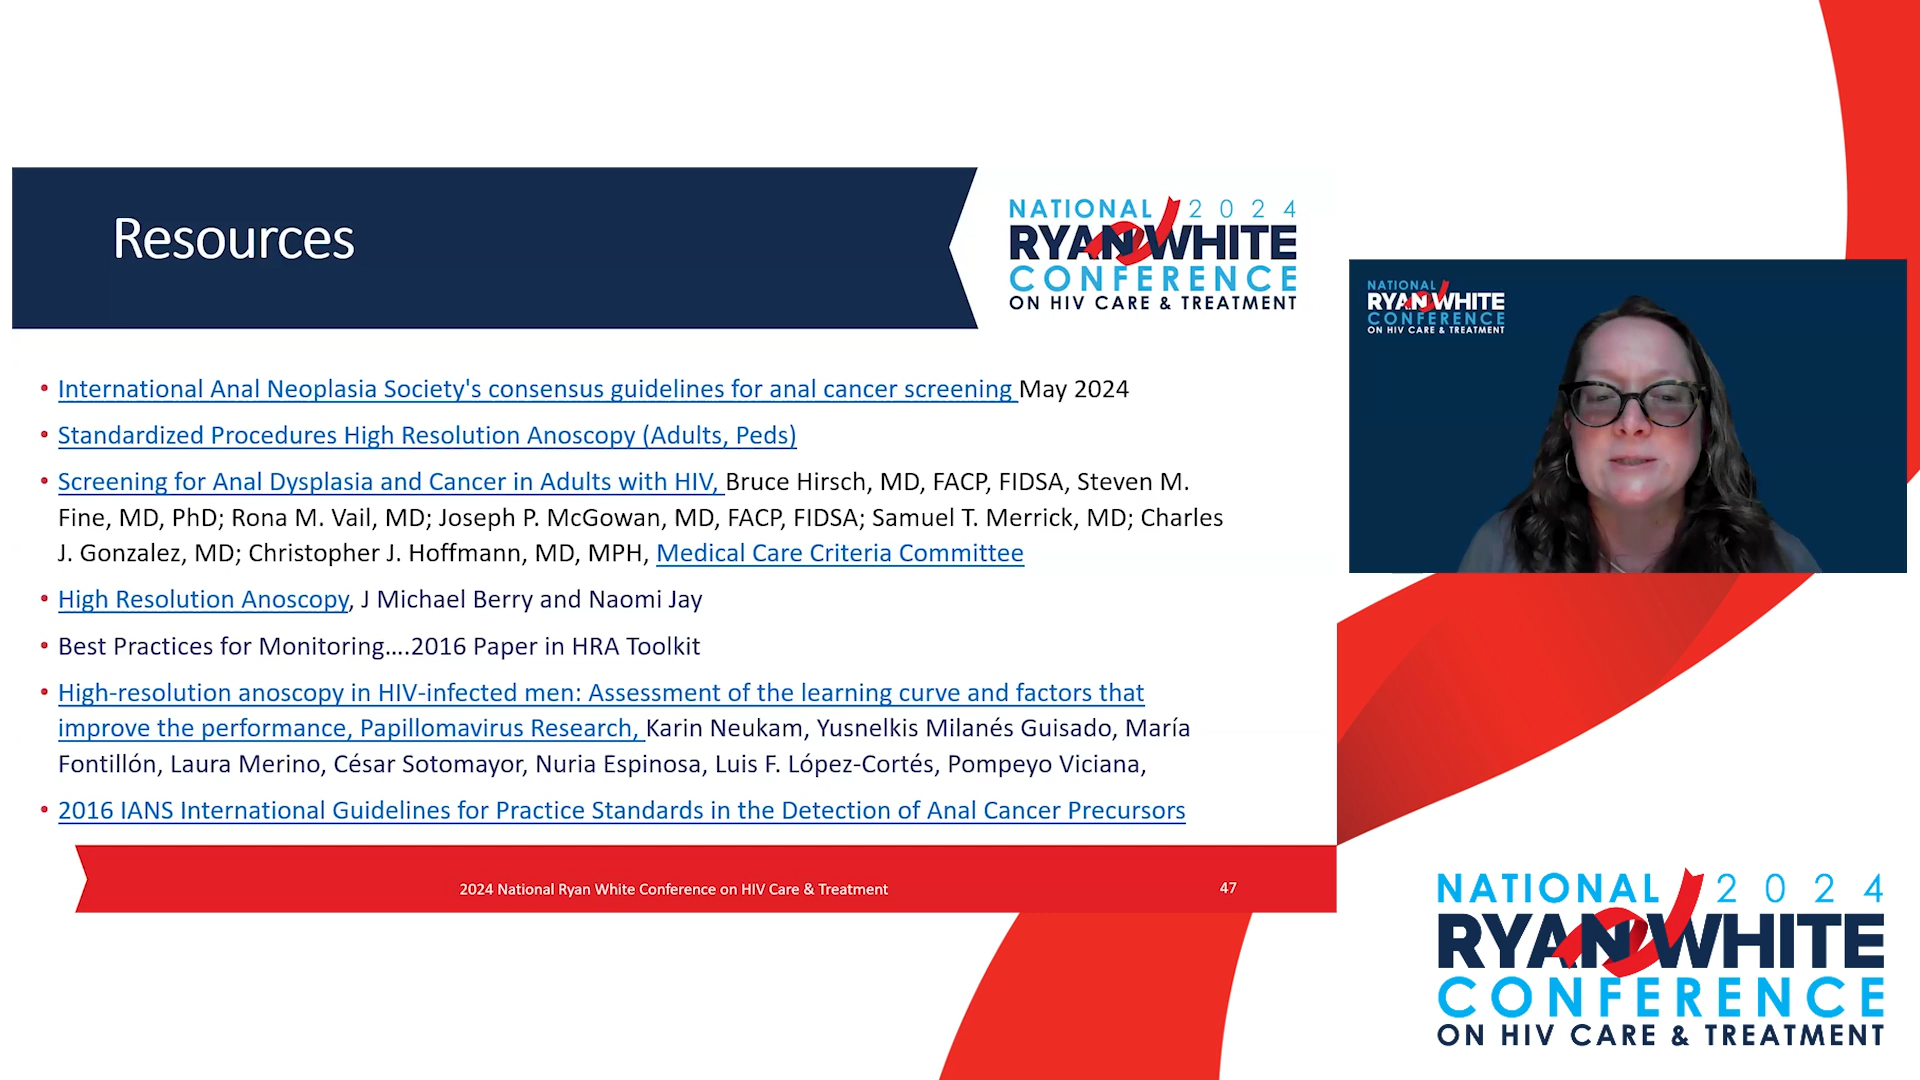 Resources
NATIONAL 2024
RYAN WHITE
CONFERENCE
ON HIV CARE & TREATMENT
• International Anal Neoplasia Society's consensus guidelines for anal cancer screening May 2024
• Standardized Procedures High Resolution Anoscopy (Adults, Peds)
• Screening for Anal Dysplasia and Cancer in Adults with HIV, Bruce Hirsch, MD, FACP, FIDSA, Steven M.
Fine, MD, PhD; Rona M. Vail, MD; Joseph P. McGowan, MD, FACP, FIDSA; Samuel T. Merrick, MD; Charles
J. Gonzalez, MD; Christopher J. Hoffmann, MD, MPH, Medical Care Criteria Committee
• High Resolution Anoscopy, J Michael Berry and Naomi Jay
• Best Practices for Monitoring....2016 Paper in HRA Toolkit
• High-resolution anoscopy in HIV-infected men: Assessment of the learning curve and factors that
improve the performance, Papillomavirus Research, Karin Neukam, Yusnelkis Milanés Guisado, María
Fontillón, Laura Merino, César Sotomayor, Nuria Espinosa, Luis F. López-Cortés, Pompeyo Viciana,
• 2016 IANS International Guidelines for Practice Standards in the Detection of Anal Cancer Precursors
2024 National Ryan White Conference on HIV Care & Treatment
47
NATIONAL
RYAN WHITE
CONFERENCE
ON HIV CARE & TREATMENT
NATIONAL 2024
RYAN WHITE
CONFERENCE
ON HIV CARE & TREATMENT